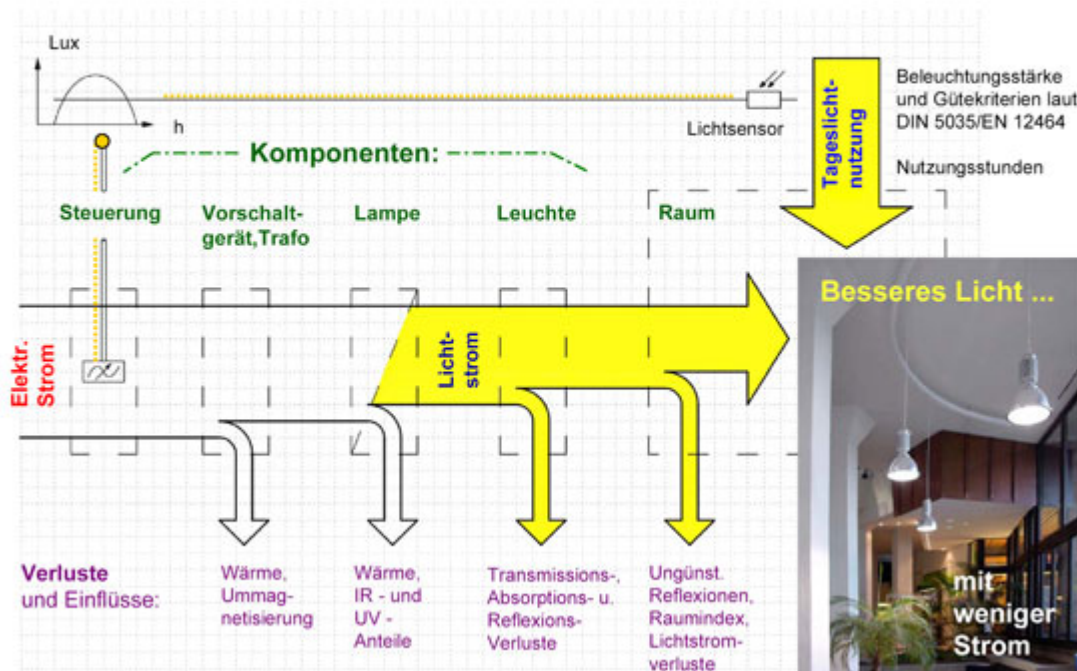 Lux
h
Lichtsensor
Beleuchtungsstärke
und Gütekriterien laut
DIN 5035/EN 12464
Nutzungsstunden
Tageslicht-
nutzung
Komponenten:
Steuerung
Vorschalt-
gerät,Trafo
Lampe
Leuchte
Raum
Elektr.
Strom
Licht-
strom
Besseres Licht ...
mit
weniger
Strom
Verluste
und Einflüsse:
Wärme,
Ummag-
netisierung
Wärme,
IR - und
UV -
Anteile
Transmissions-,
Absorptions- u.
Reflexions-
Verluste
Ungünst.
Reflexionen,
Raumindex,
Lichtstrom-
verluste